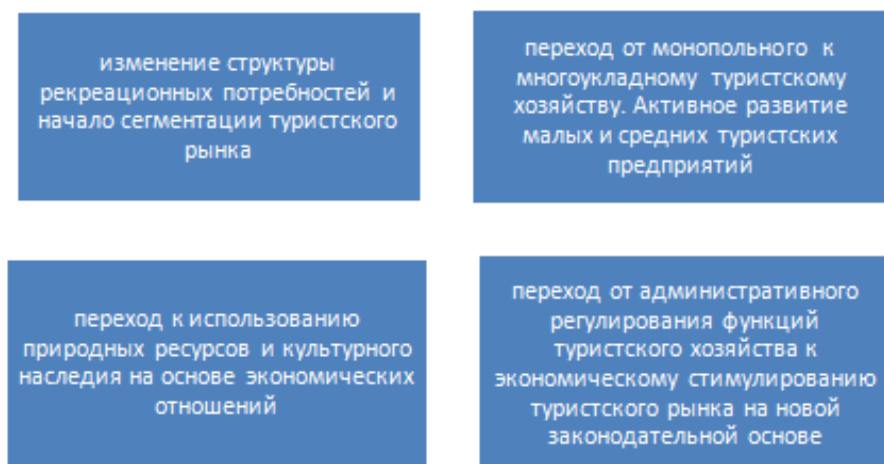 изменение структуры
рекреационных потребностей и
начало сегментации туристского
рынка
переход от монопольного к
многоукладному туристскому
хозяйству. Активное развитие
малых и средних туристских
предприятий
переход к использованию
природных ресурсов и культурного
наследия на основе экономических
отношений
переход от административного
регулирования функций
туристского хозяйства к
экономическому стимулированию
туристского рынка на новой
законодательной основе